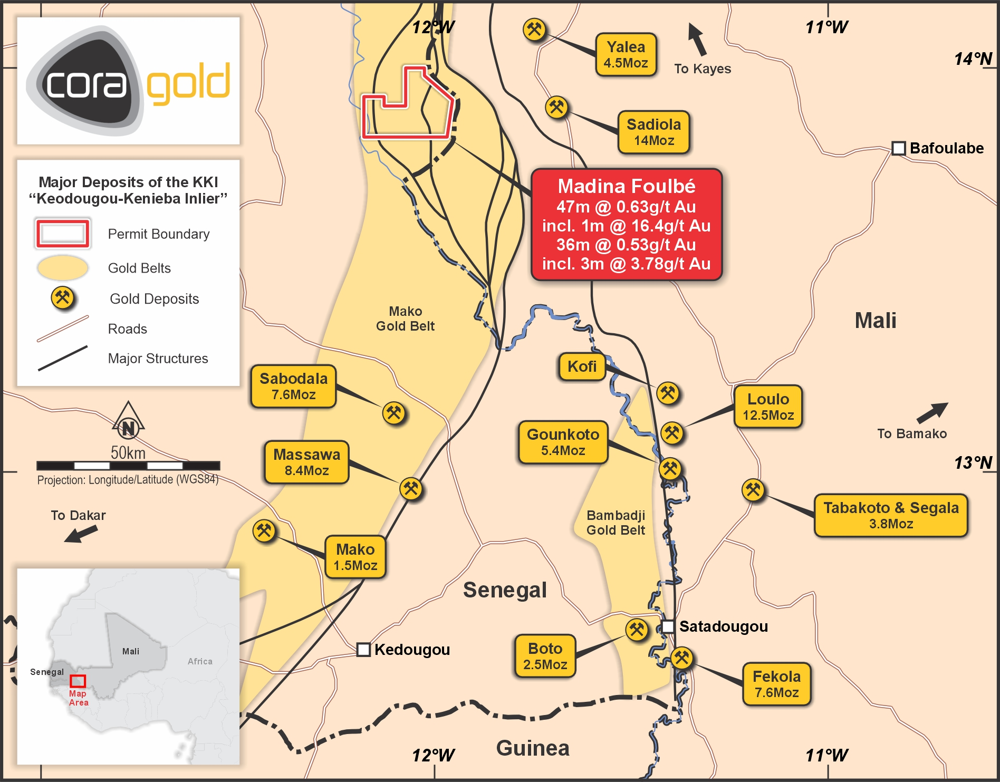 12°W
11°W
14°N
cora gold
Yalea
4.5Moz
To Kayes
Sadiola
14Moz
Bafoulabe
Major Deposits of the KKI
“Keodougou-Kenieba Inlier”
Permit Boundary
Gold Belts
Gold Deposits
Roads
Major Structures
Madina Foulbé
47m @ 0.63g/t Au
incl. 1m @ 16.4g/t Au
36m @ 0.53g/t Au
incl. 3m @ 3.78g/t Au
Mako
Gold Belt
Mali
Kofi
Sabodala
7.6Moz
Loulo
12.5Moz
To Bamako
Gounkoto
5.4Moz
N
50km
Projection: Longitude/Latitude (WGS84)
Massawa
8.4Moz
13°N
Tabakoto & Segala
3.8Moz
To Dakar
Bambadji
Gold Belt
Mako
1.5Moz
Senegal
Satadougou
Kedougou
Boto
2.5Moz
Fekola
7.6Moz
Mali
Africa
Senegal
Map
Area
Guinea
12°W
11°W